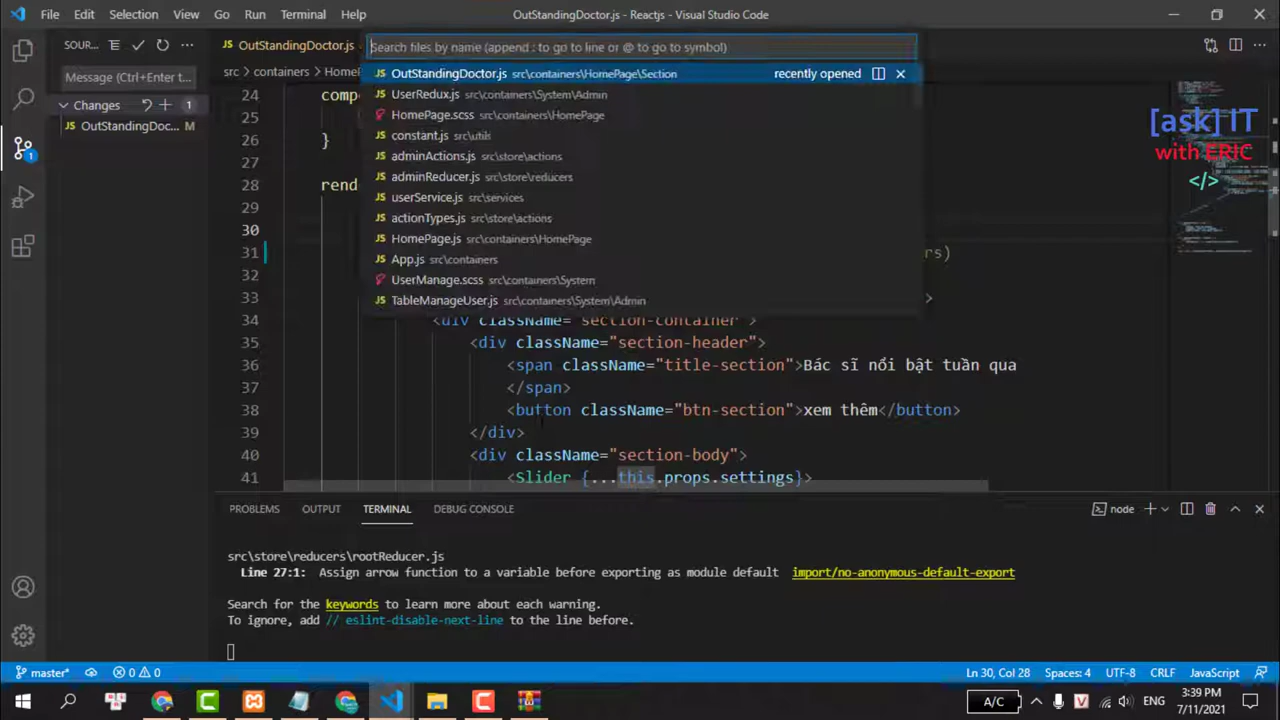 File Edit Selection View Go Run Terminal Help OutStandingDoctor.js - Reactjs - Visual Studio Code
SOUR...
OutStandingDoctor.js
Search files by name (append : to go to line or @ to go to symbol)
Message (Ctrl+Enter t...
src > containers > HomeP
OutStandingDoctor.js src\containers\HomePage\Section recently opened
UserRedux.js src\containers\System\Admin
HomePage.scss src\containers\HomePage
constant.js src\utils
adminActions.js src\store\actions
adminReducer.js src\store\reducers
userService.js src\services
actionTypes.js src\store\actions
HomePage.js src\containers\HomePage
App.js src\containers
UserManage.scss src\containers\System
TableManageUser.js src\containers\System\Admin
Changes 1
OutStandingDoc... M
[ask] IT
with ERIC
</>
24 compo
25
26 }
27
28 rend
29
30
31 rs)
32
33 >
34 <div className="section-container">
35 <div className="section-header">
36 <span className="title-section">Bác sĩ nổi bật tuần qua
37 </span>
38 <button className="btn-section">xem thêm</button>
39 </div>
40 <div className="section-body">
41 <Slider {...this.props.settings}>
PROBLEMS OUTPUT TERMINAL DEBUG CONSOLE node
src\store\reducers\rootReducer.js
Line 27:1: Assign arrow function to a variable before exporting as module default import/no-anonymous-default-export
Search for the keywords to learn more about each warning.
To ignore, add // eslint-disable-next-line to the line before.
master* 0 0 Ln 30, Col 28 Spaces: 4 UTF-8 CRLF JavaScript
A/C ENG 3:39 PM
7/11/2021